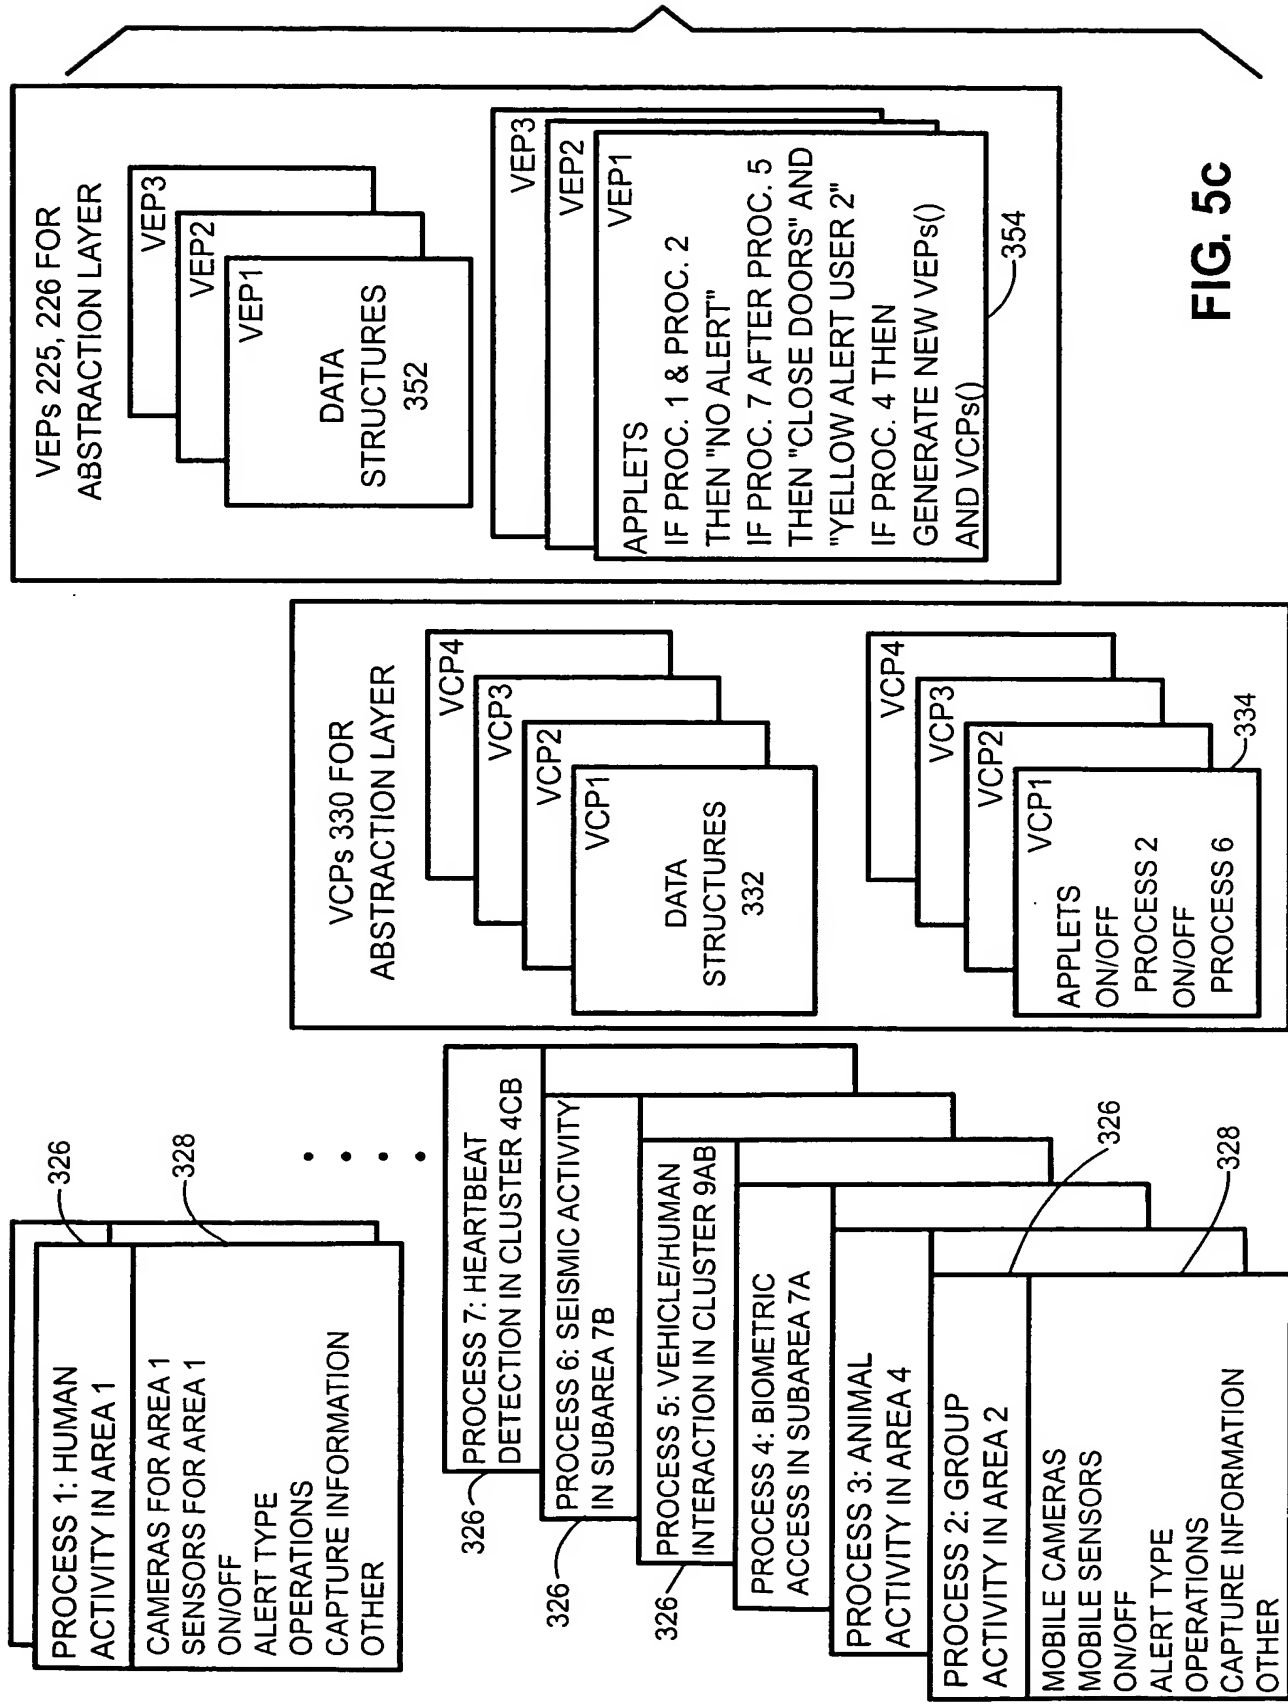 PROCESS 1: HUMAN
ACTIVITY IN AREA 1
326
CAMERAS FOR AREA 1
SENSORS FOR AREA 1
ON/OFF
ALERT TYPE
OPERATIONS
CAPTURE INFORMATION
OTHER
328
PROCESS 7: HEARTBEAT
DETECTION IN CLUSTER 4CB
326
PROCESS 6: SEISMIC ACTIVITY
IN SUBAREA 7B
326
PROCESS 5: VEHICLE/HUMAN
INTERACTION IN CLUSTER 9AB
326
PROCESS 4: BIOMETRIC
ACCESS IN SUBAREA 7A
PROCESS 3: ANIMAL
ACTIVITY IN AREA 4
PROCESS 2: GROUP
ACTIVITY IN AREA 2
326
MOBILE CAMERAS
MOBILE SENSORS
ON/OFF
ALERT TYPE
OPERATIONS
CAPTURE INFORMATION
OTHER
328
VCPs 330 FOR
ABSTRACTION LAYER
VCP4
VCP3
VCP2
VCP1
DATA
STRUCTURES
332
VCP4
VCP3
VCP2
VCP1
APPLETS
ON/OFF
PROCESS 2
ON/OFF
PROCESS 6
334
VEPs 225, 226 FOR
ABSTRACTION LAYER
VEP3
VEP2
VEP1
DATA
STRUCTURES
352
VEP3
VEP2
VEP1
APPLETS
IF PROC. 1 & PROC. 2
THEN "NO ALERT"
IF PROC. 7 AFTER PROC. 5
THEN "CLOSE DOORS" AND
"YELLOW ALERT USER 2"
IF PROC. 4 THEN
GENERATE NEW VEPs()
AND VCPs()
354
FIG. 5c